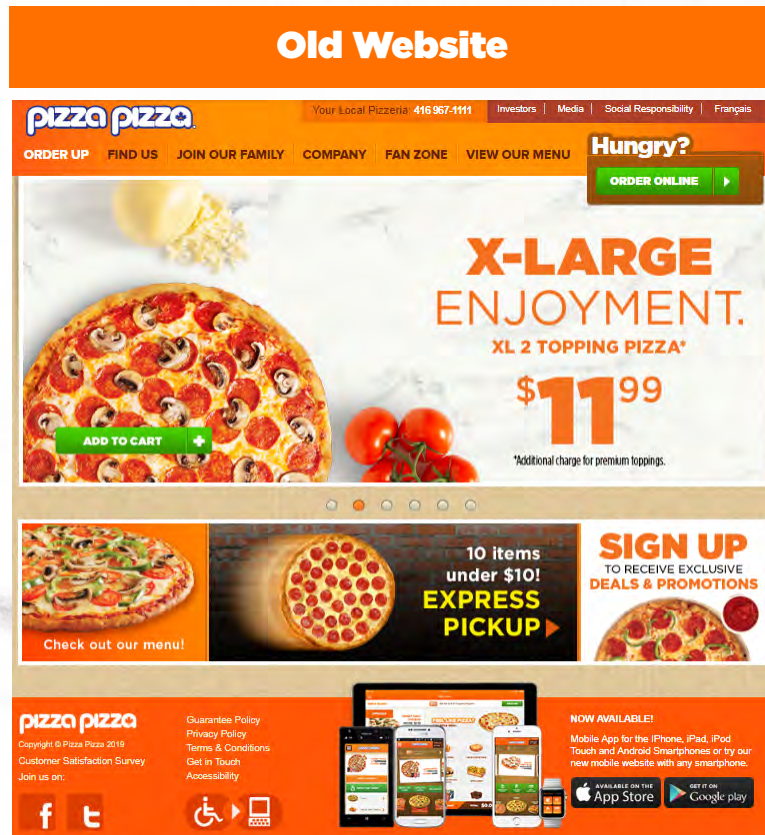 Old Website
pizza pizza
Your Local Pizzeria: 416 967-1111
Investors | Media | Social Responsibility | Français
ORDER UP
FIND US
JOIN OUR FAMILY
COMPANY
FAN ZONE
VIEW OUR MENU
Hungry?
ORDER ONLINE
X-LARGE
ENJOYMENT.
XL 2 TOPPING PIZZA*
$11 99
*Additional charge for premium toppings.
ADD TO CART +
Check out our menu!
10 items
under $10!
EXPRESS
PICKUP
SIGN UP
TO RECEIVE EXCLUSIVE
DEALS & PROMOTIONS
pizza pizza
Copyright © Pizza Pizza 2019
Customer Satisfaction Survey
Join us on:
f t
Guarantee Policy
Privacy Policy
Terms & Conditions
Get in Touch
Accessibility
NOW AVAILABLE!
Mobile App for the IPhone, iPad, iPod
Touch and Android Smartphones or try our
new mobile website with any smartphone.
AVAILABLE ON THE
App Store
GET IT ON
Google play